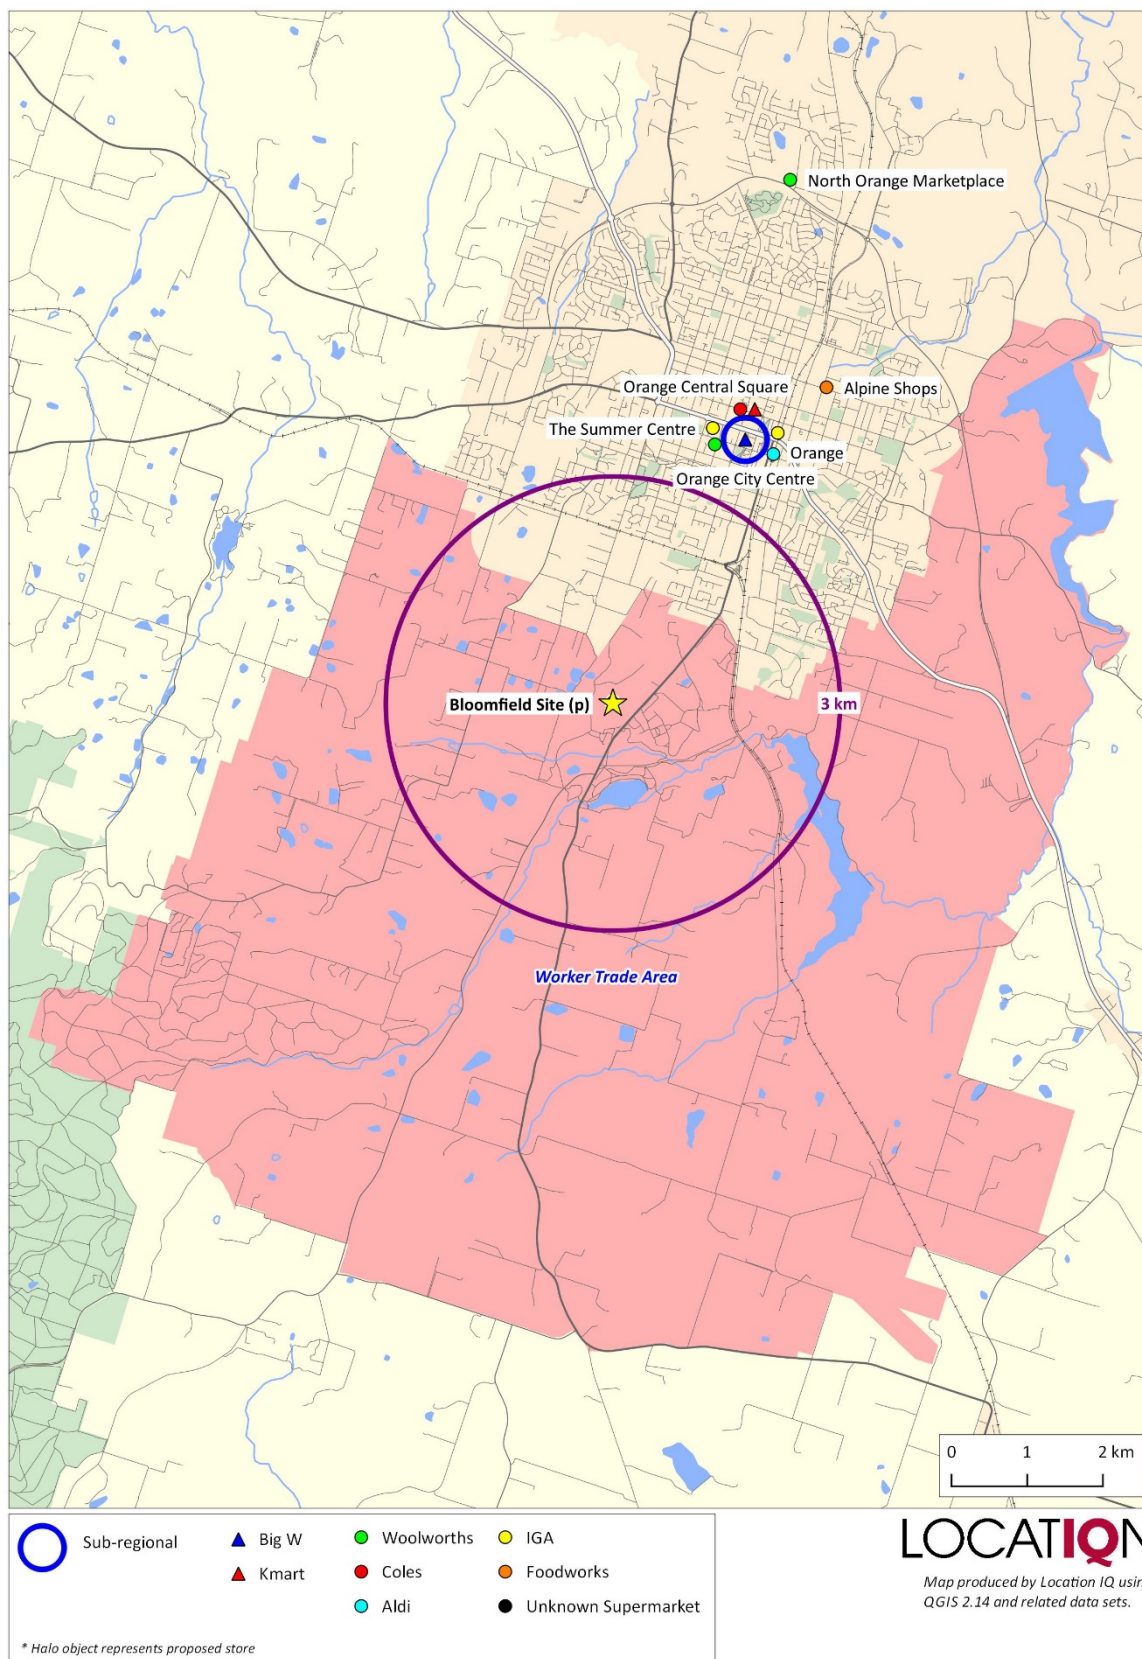 North Orange Marketplace
Orange Central Square
Alpine Shops
The Summer Centre
Orange
Orange City Centre
Bloomfield Site (p)
3 km
Worker Trade Area
0 1 2 km
Sub-regional
Big W
Kmart
Woolworths
Coles
Aldi
IGA
Foodworks
Unknown Supermarket
* Halo object represents proposed store
LOCATIQN
Map produced by Location IQ usin
QGIS 2.14 and related data sets.